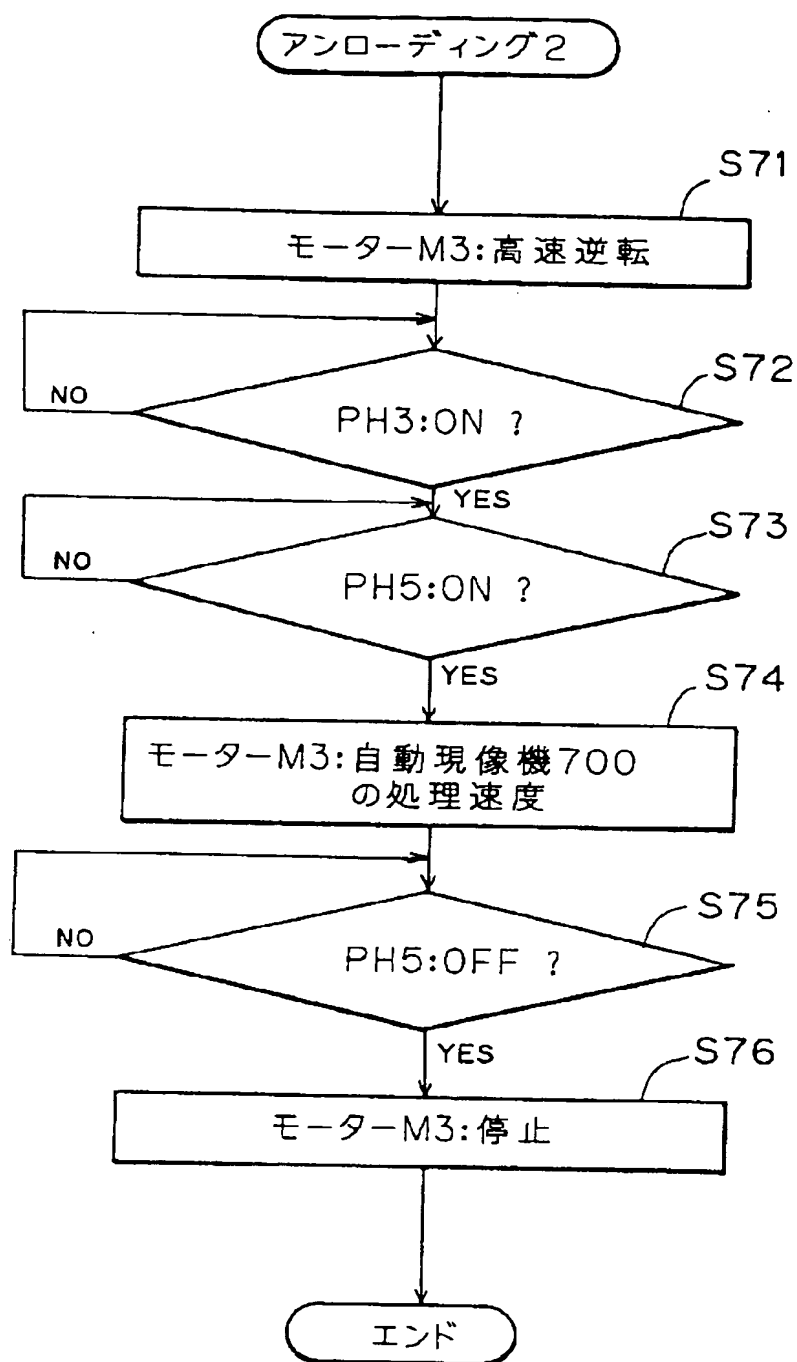 アンローディング2
S71
モーターM3:高速逆転
S72
NO
PH3:ON ?
YES
S73
NO
PH5:ON ?
YES
S74
モーターM3:自動現像機700
の処理速度
S75
NO
PH5:OFF ?
YES
S76
モーターM3:停止
エンド